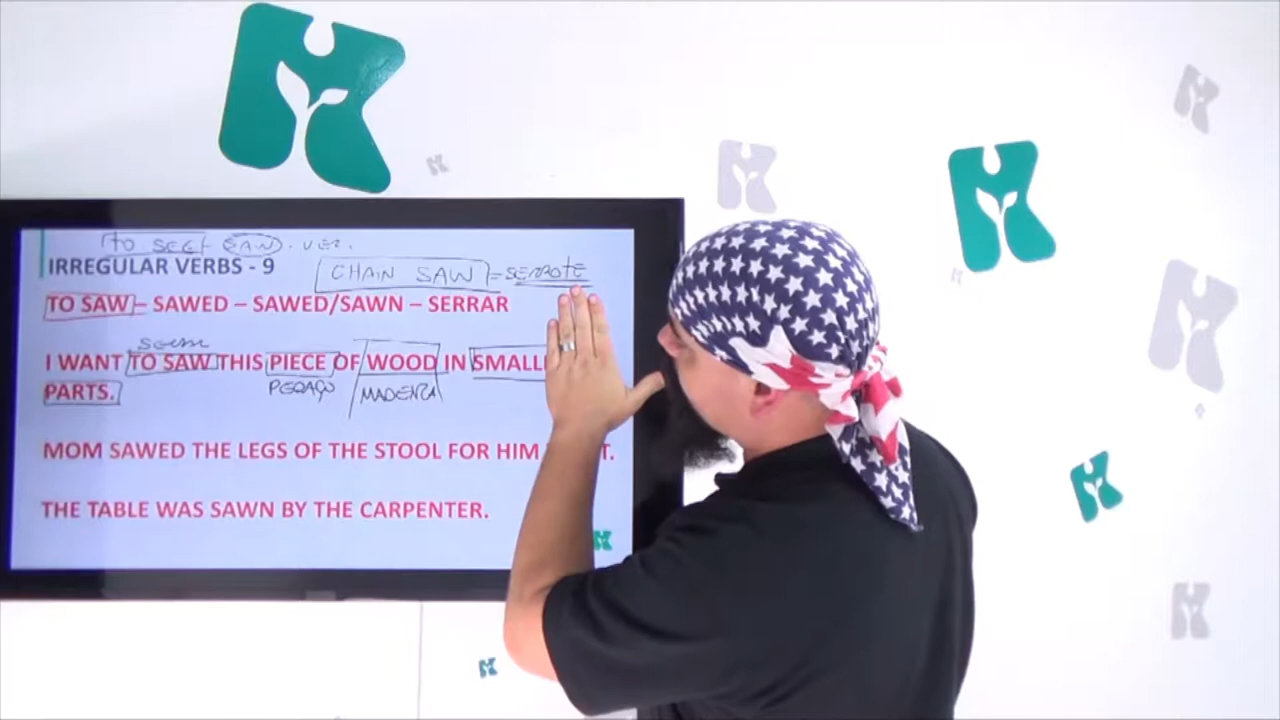 TO SEE SAW. VER.
IRREGULAR VERBS - 9
CHAIN SAW = SERROTE
TO SAW – SAWED – SAWED/SAWN – SERRAR
I WANT TO SAW THIS PIECE OF WOOD IN SMALL
PARTS.
PEDAÇO MADEIRA
MOM SAWED THE LEGS OF THE STOOL FOR HIM
THE TABLE WAS SAWN BY THE CARPENTER.